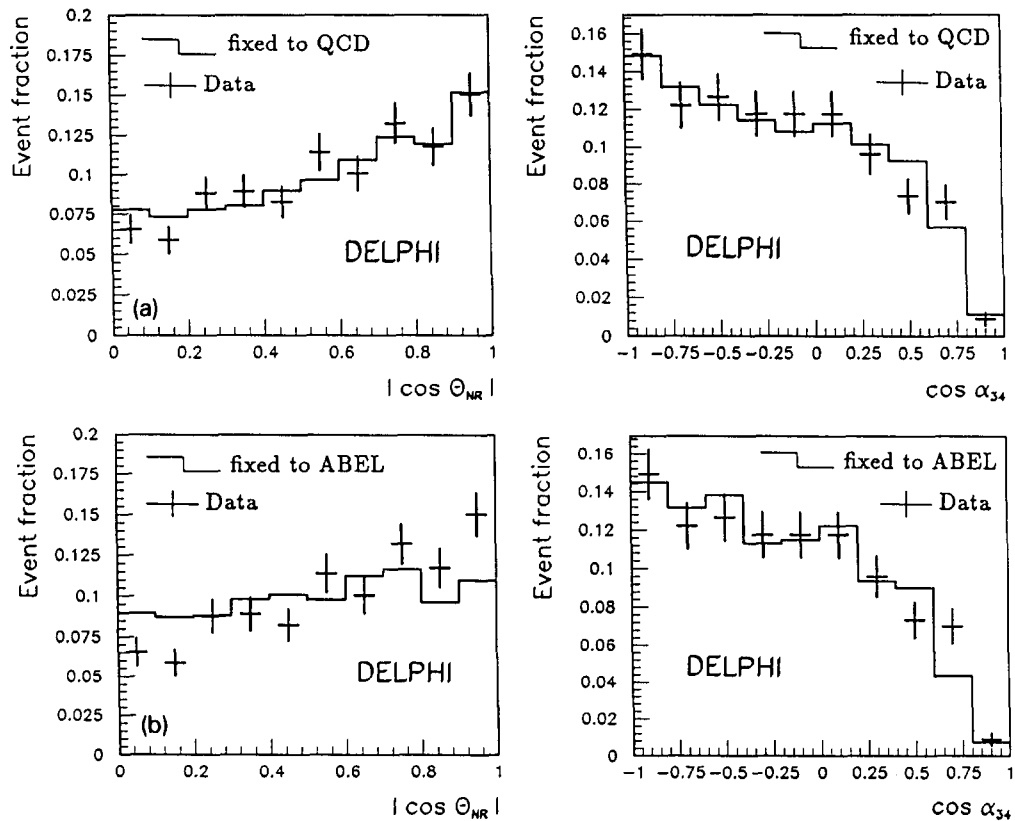 Event fraction
0.2
0.175
0.15
0.125
0.1
0.075
0.05
0.025
0
fixed to QCD
Data
DELPHI
(a)
0 0.2 0.4 0.6 0.8 1
| cos Θ_NR |
Event fraction
0.16
0.14
0.12
0.1
0.08
0.06
0.04
0.02
0
fixed to QCD
Data
DELPHI
-1 -0.75 -0.5 -0.25 0 0.25 0.5 0.75 1
cos α_34
Event fraction
0.2
0.175
0.15
0.125
0.1
0.075
0.05
0.025
0
fixed to ABEL
Data
DELPHI
(b)
0 0.2 0.4 0.6 0.8 1
| cos Θ_NR |
Event fraction
0.16
0.14
0.12
0.1
0.08
0.06
0.04
0.02
0
fixed to ABEL
Data
DELPHI
-1 -0.75 -0.5 -0.25 0 0.25 0.5 0.75 1
cos α_34